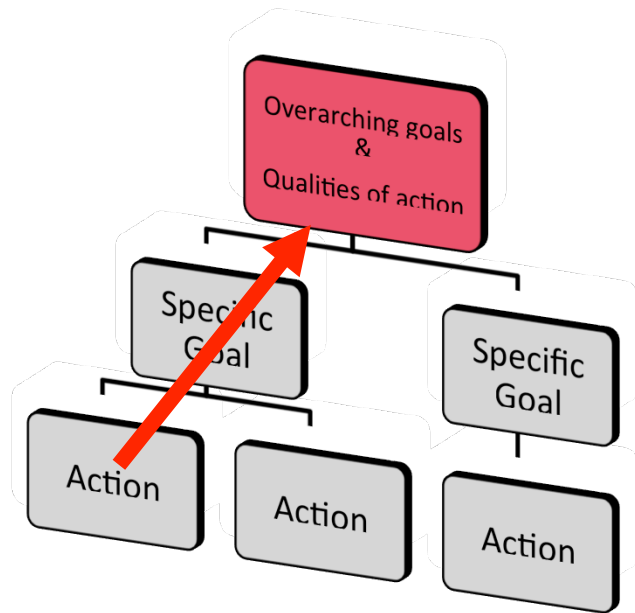 Overarching goals
&
Qualities of action
Specific
Goal
Specific
Goal
Action
Action
Action